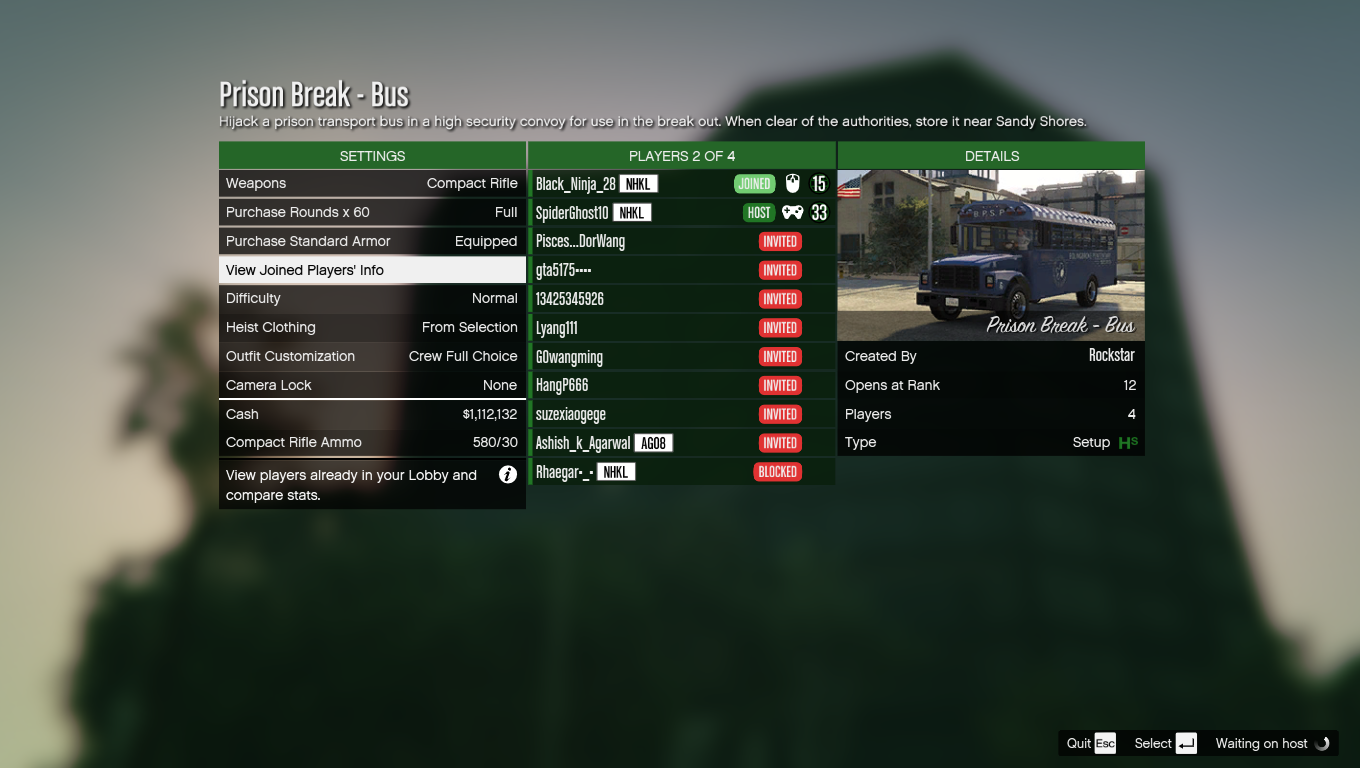 Prison Break - Bus
Hijack a prison transport bus in a high security convoy for use in the break out. When clear of the authorities, store it near Sandy Shores.
SETTINGS
Weapons Compact Rifle
Purchase Rounds x 60 Full
Purchase Standard Armor Equipped
View Joined Players' Info
Difficulty Normal
Heist Clothing From Selection
Outfit Customization Crew Full Choice
Camera Lock None
Cash $1,112,132
Compact Rifle Ammo 580/30
View players already in your Lobby and
compare stats.
PLAYERS 2 OF 4
Black_Ninja_28 NHKL JOINED 15
SpiderGhost10 NHKL HOST 33
Pisces...DorWang INVITED
gta5175···· INVITED
13425345926 INVITED
Lyang111 INVITED
GOwangming INVITED
HangP666 INVITED
suzexiaogege INVITED
Ashish_k_Agarwal AG08 INVITED
Rhaegar·_· NHKL BLOCKED
DETAILS
B.P.S.P
Prison Break - Bus
Created By Rockstar
Opens at Rank 12
Players 4
Type Setup HS
Quit Esc Select Waiting on host